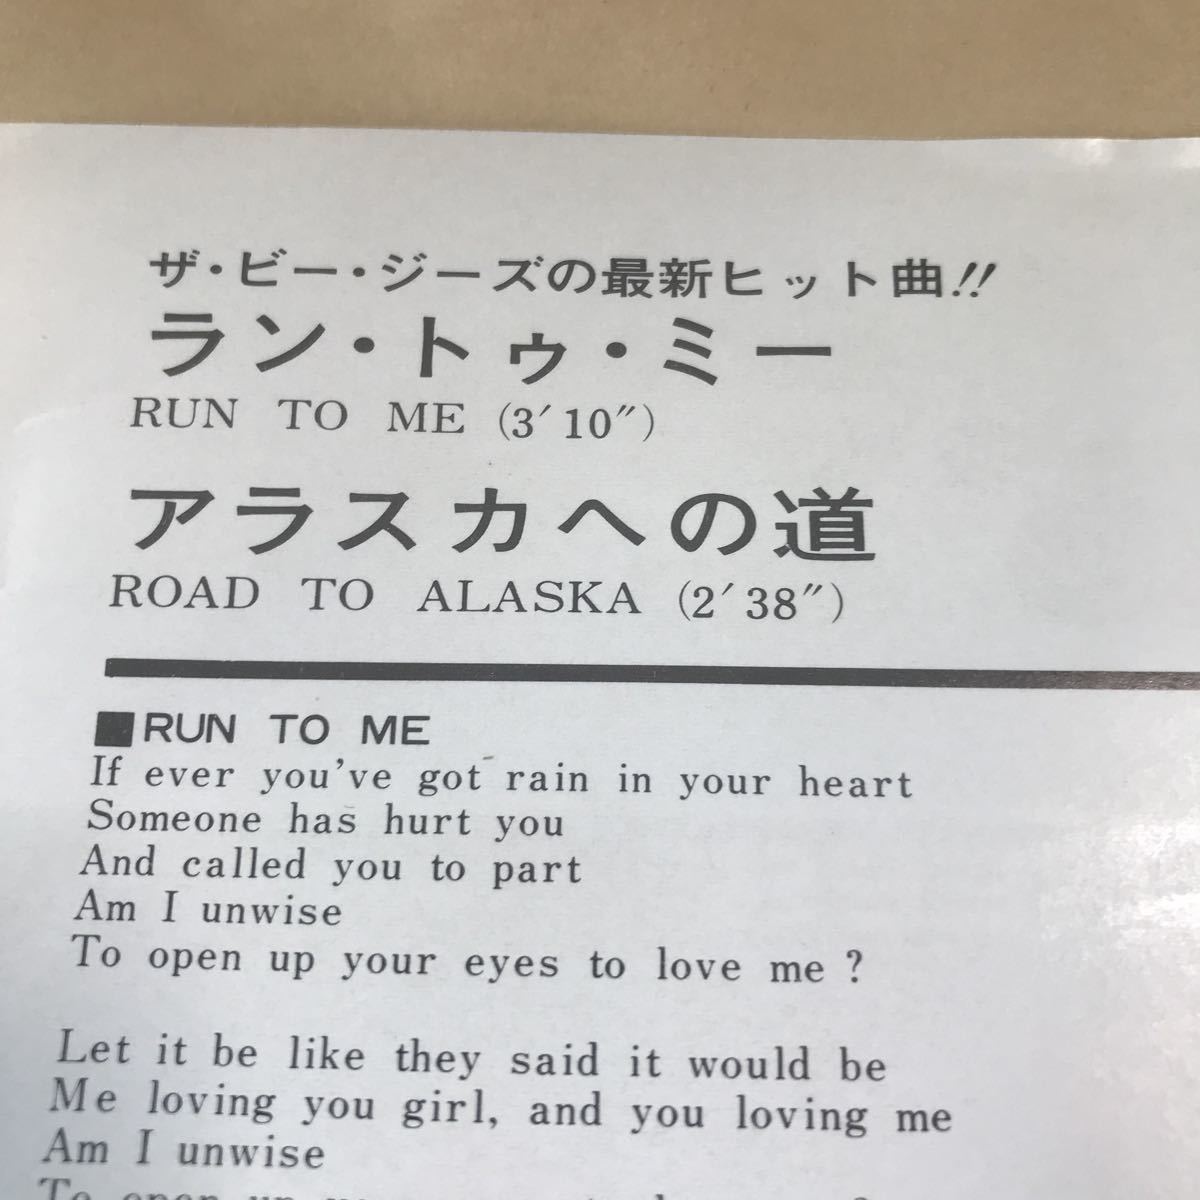 ザ・ビー・ジーズの最新ヒット曲!!
ラン・トゥ・ミー
RUN TO ME (3′10″)
アラスカへの道
ROAD TO ALASKA (2′38″)
■RUN TO ME
If ever you've got rain in your heart
Someone has hurt you
And called you to part
Am I unwise
To open up your eyes to love me ?
Let it be like they said it would be
Me loving you girl, and you loving me
Am I unwise
To open up